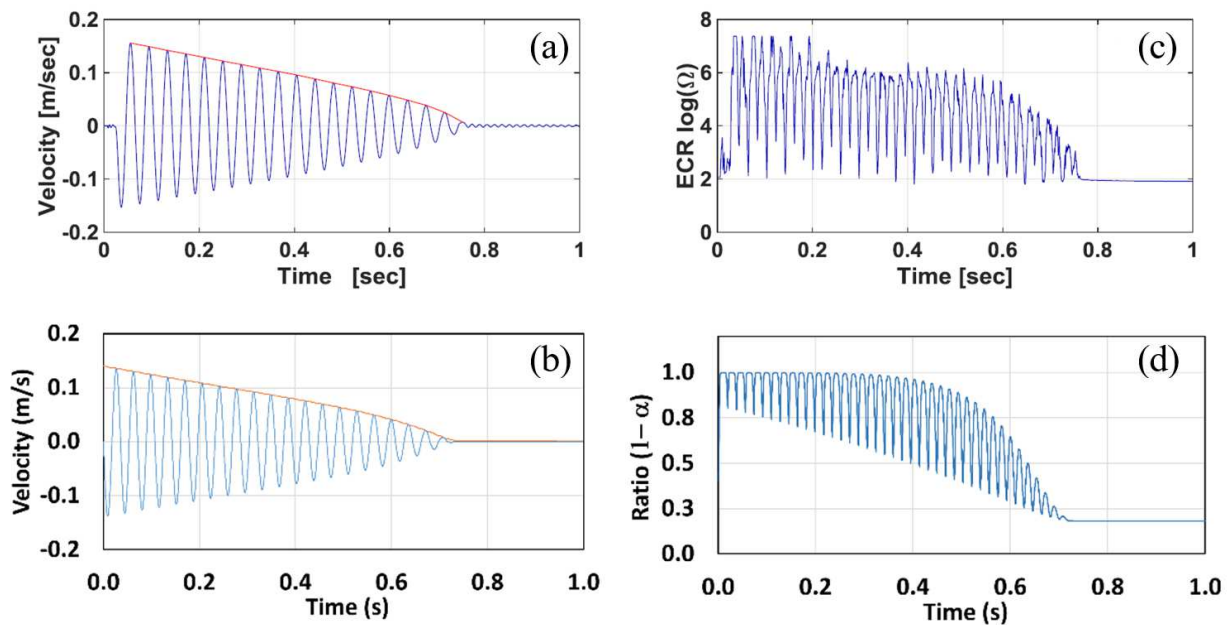 (a)
Velocity [m/sec]
0.2
0.1
0
-0.1
-0.2
0 0.2 0.4 0.6 0.8 1
Time [sec]
(c)
ECR log(Ω)
8
6
4
2
0
0 0.2 0.4 0.6 0.8 1
Time [sec]
(b)
Velocity (m/s)
0.2
0.1
0.0
-0.1
-0.2
0.0 0.2 0.4 0.6 0.8 1.0
Time (s)
(d)
Ratio (1− α)
1.0
0.8
0.5
0.3
0.0
0.0 0.2 0.4 0.6 0.8 1.0
Time (s)